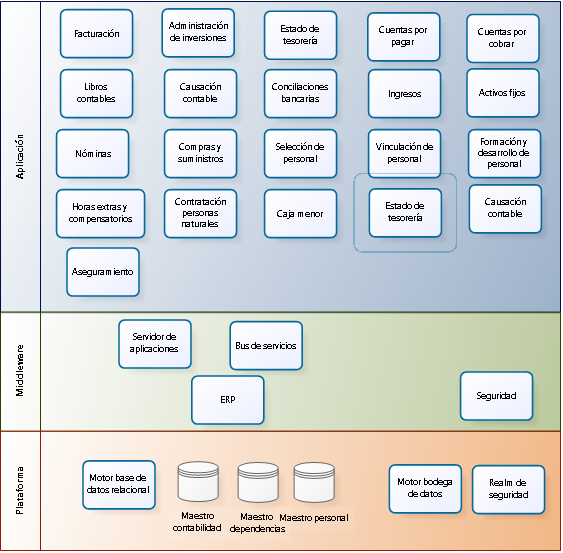 Aplicación
Facturación
Administración
de inversiones
Estado de
tesorería
Cuentas por
pagar
Cuentas por
cobrar
Libros
contables
Causación
contable
Conciliaciones
bancarias
Ingresos
Activos fijos
Nóminas
Compras y
suministros
Selección de
personal
Vinculación de
personal
Formación y
desarrollo de
personal
Horas extras y
compensatorios
Contratación
personas
naturales
Caja menor
Estado de
tesorería
Causación
contable
Aseguramiento
Middleware
Servidor de
aplicaciones
Bus de servicios
ERP
Seguridad
Plataforma
Motor base de
datos relacional
Maestro
contabilidad
Maestro
dependencias
Maestro personal
Motor bodega
de datos
Realm de
seguridad